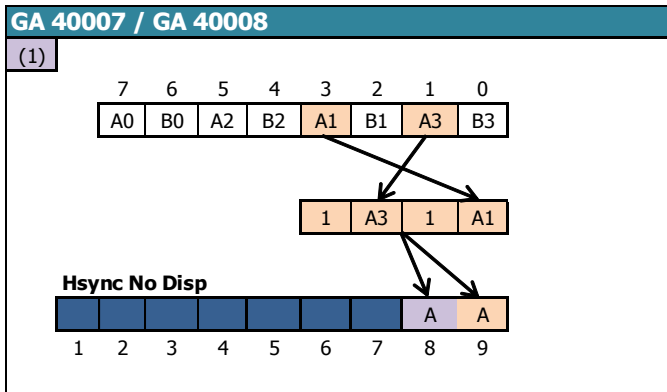 GA 40007 / GA 40008
(1)
7 6 5 4 3 2 1 0
A0 B0 A2 B2 A1 B1 A3 B3
1 A3 1 A1
Hsync No Disp
A A
1 2 3 4 5 6 7 8 9